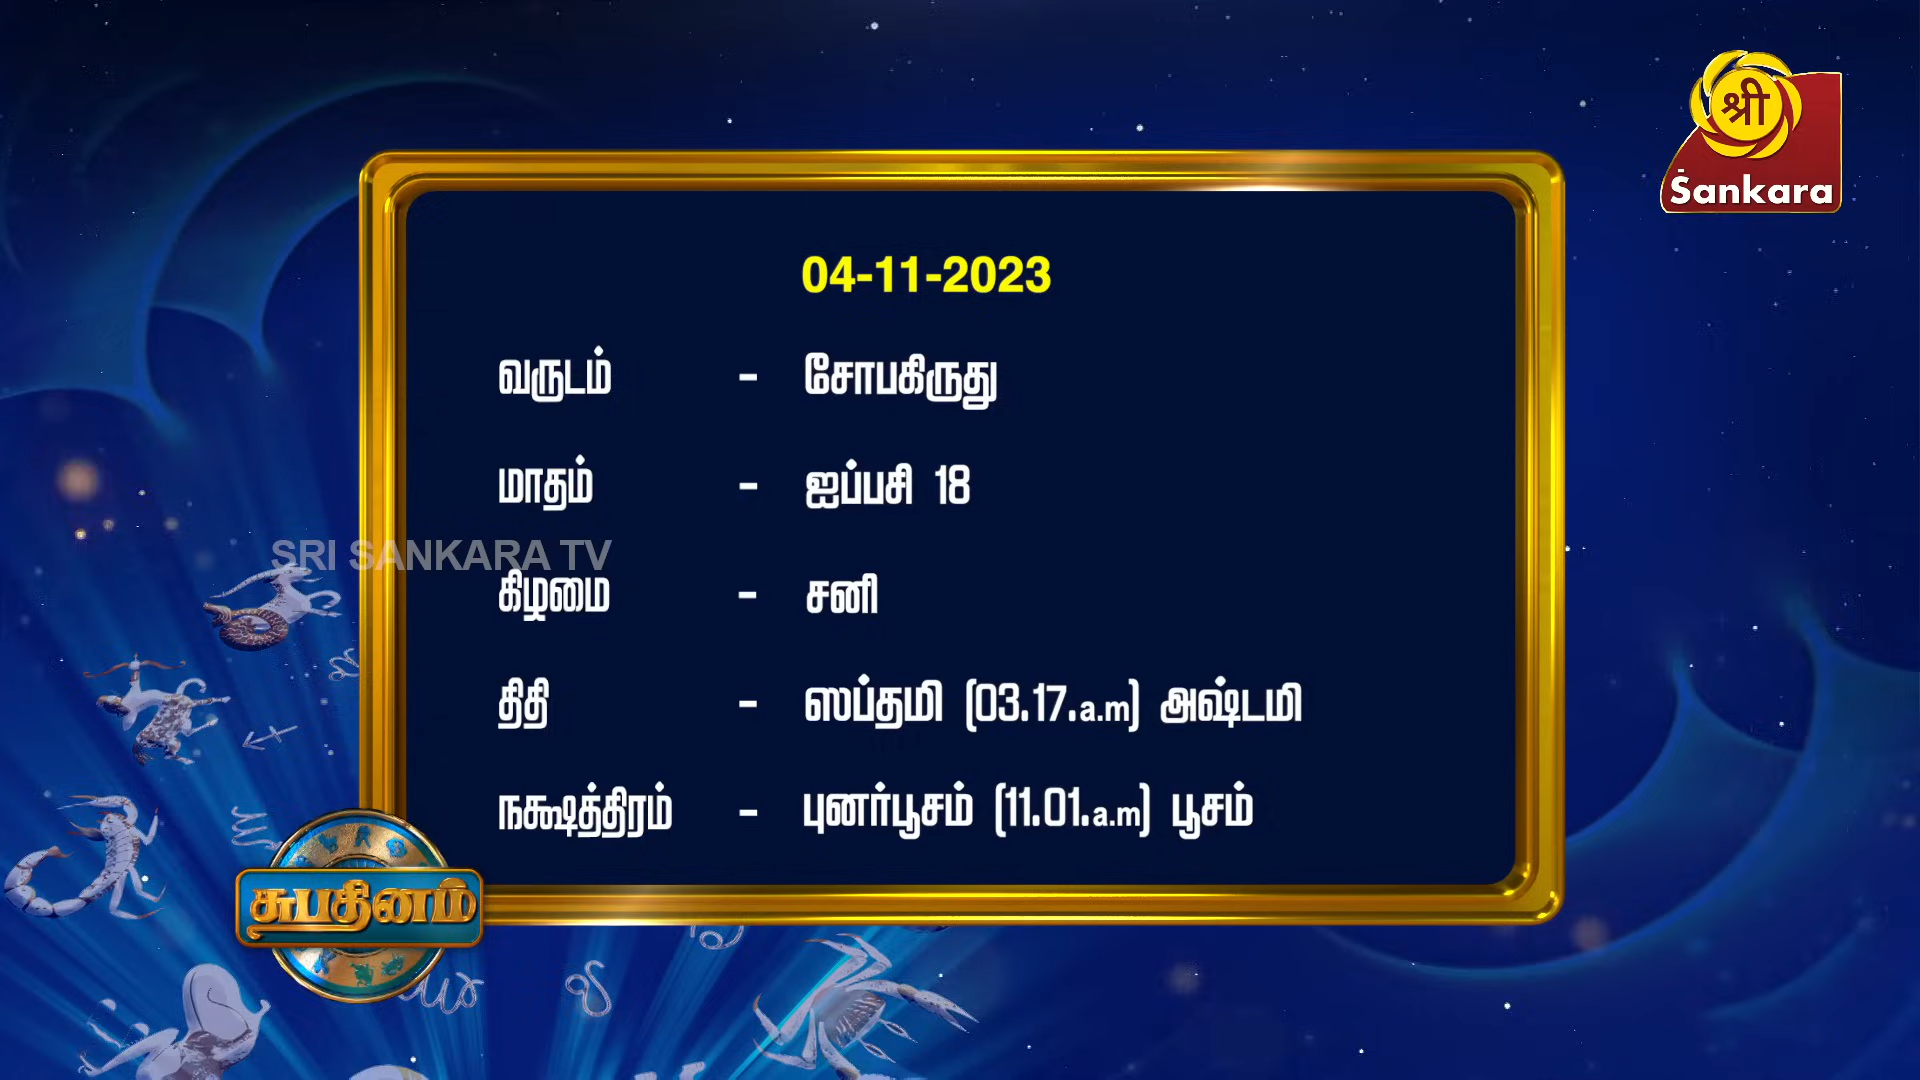 श्री
Sankara
04-11-2023
வருடம் - சோபகிருது
மாதம் - ஐப்பசி 18
SRI SANKARA TV
கிழமை - சனி
திதி - ஸப்தமி (03.17.a.m) அஷ்டமி
நக்ஷத்திரம் - புனர்பூசம் (11.01.a.m) பூசம்
சுபதினம்